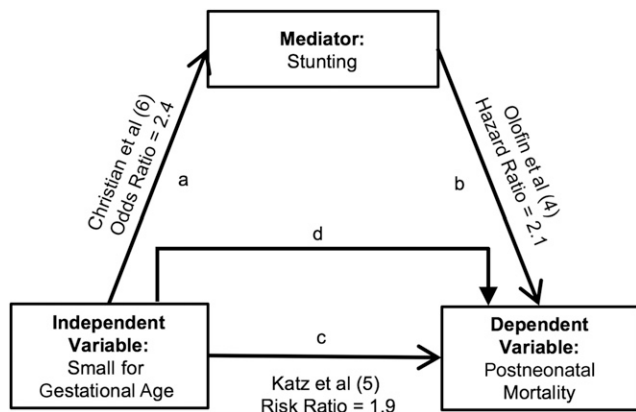 Mediator:
Stunting
Christian et al (6)
Odds Ratio = 2.4
a
Olofin et al (4)
Hazard Ratio = 2.1
b
d
Independent
Variable:
Small for
Gestational Age
c
Katz et al (5)
Risk Ratio = 1.9
Dependent
Variable:
Postneonatal
Mortality